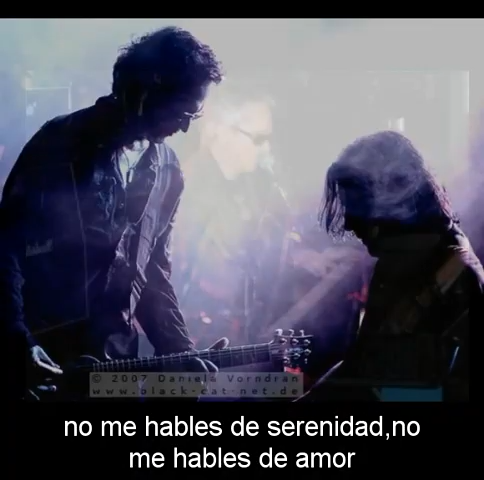 © 2007 Daniela Vorndran
www.black-cat-net.de
no me hables de serenidad,no
me hables de amor